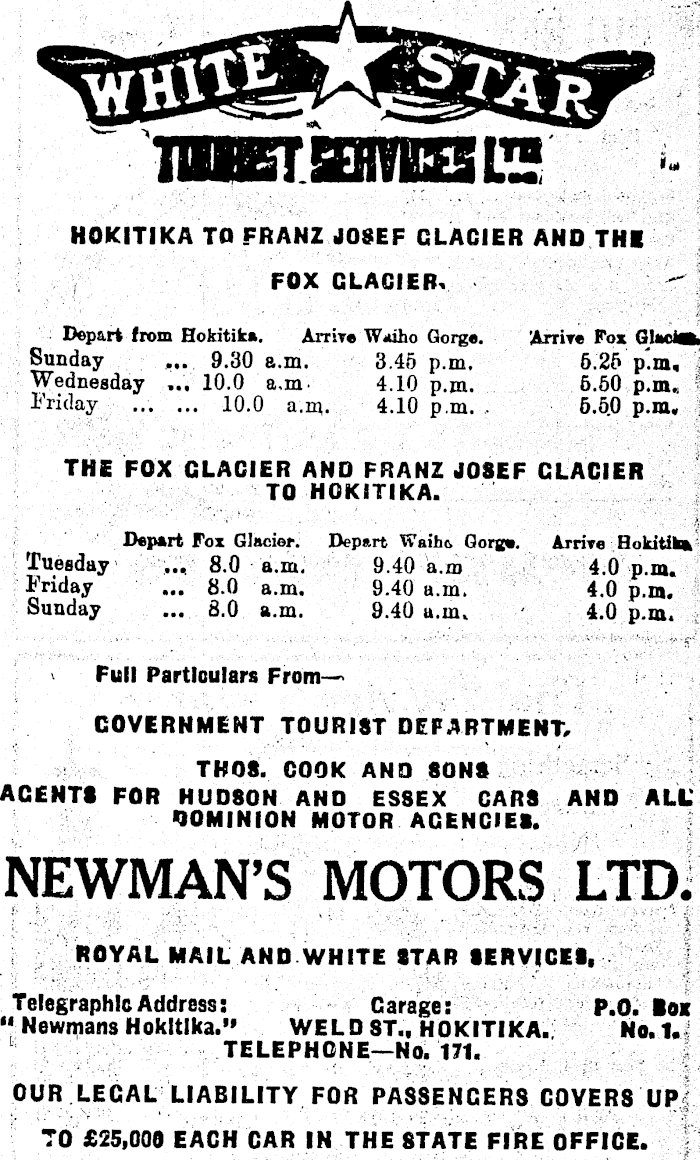 WHITE STAR
TOURIST SERVICES LTD
HOKITIKA TO FRANZ JOSEF GLACIER AND THE
FOX GLACIER.
Depart from Hokitika. Arrive Waiho Gorge. Arrive Fox Glacier.
Sunday ... 9.30 a.m. 3.45 p.m. 5.25 p.m.
Wednesday ... 10.0 a.m. 4.10 p.m. 5.50 p.m.
Friday ... ... 10.0 a.m. 4.10 p.m. 5.50 p.m.
THE FOX GLACIER AND FRANZ JOSEF GLACIER
TO HOKITIKA.
Depart Fox Glacier. Depart Waiho Gorge. Arrive Hokitika
Tuesday ... 8.0 a.m. 9.40 a.m 4.0 p.m.
Friday ... 8.0 a.m. 9.40 a.m. 4.0 p.m.
Sunday ... 8.0 a.m. 9.40 a.m. 4.0 p.m.
Full Particulars From—
GOVERNMENT TOURIST DEPARTMENT,
THOS. COOK AND SONS
AGENTS FOR HUDSON AND ESSEX CARS AND ALL
DOMINION MOTOR AGENCIES.
NEWMAN'S MOTORS LTD.
ROYAL MAIL AND WHITE STAR SERVICES,
Telegraphic Address: Garage: P.O. Box
"Newmans Hokitika." WELD ST., HOKITIKA. No. 1.
TELEPHONE—No. 171.
OUR LEGAL LIABILITY FOR PASSENGERS COVERS UP
TO £25,000 EACH CAR IN THE STATE FIRE OFFICE.